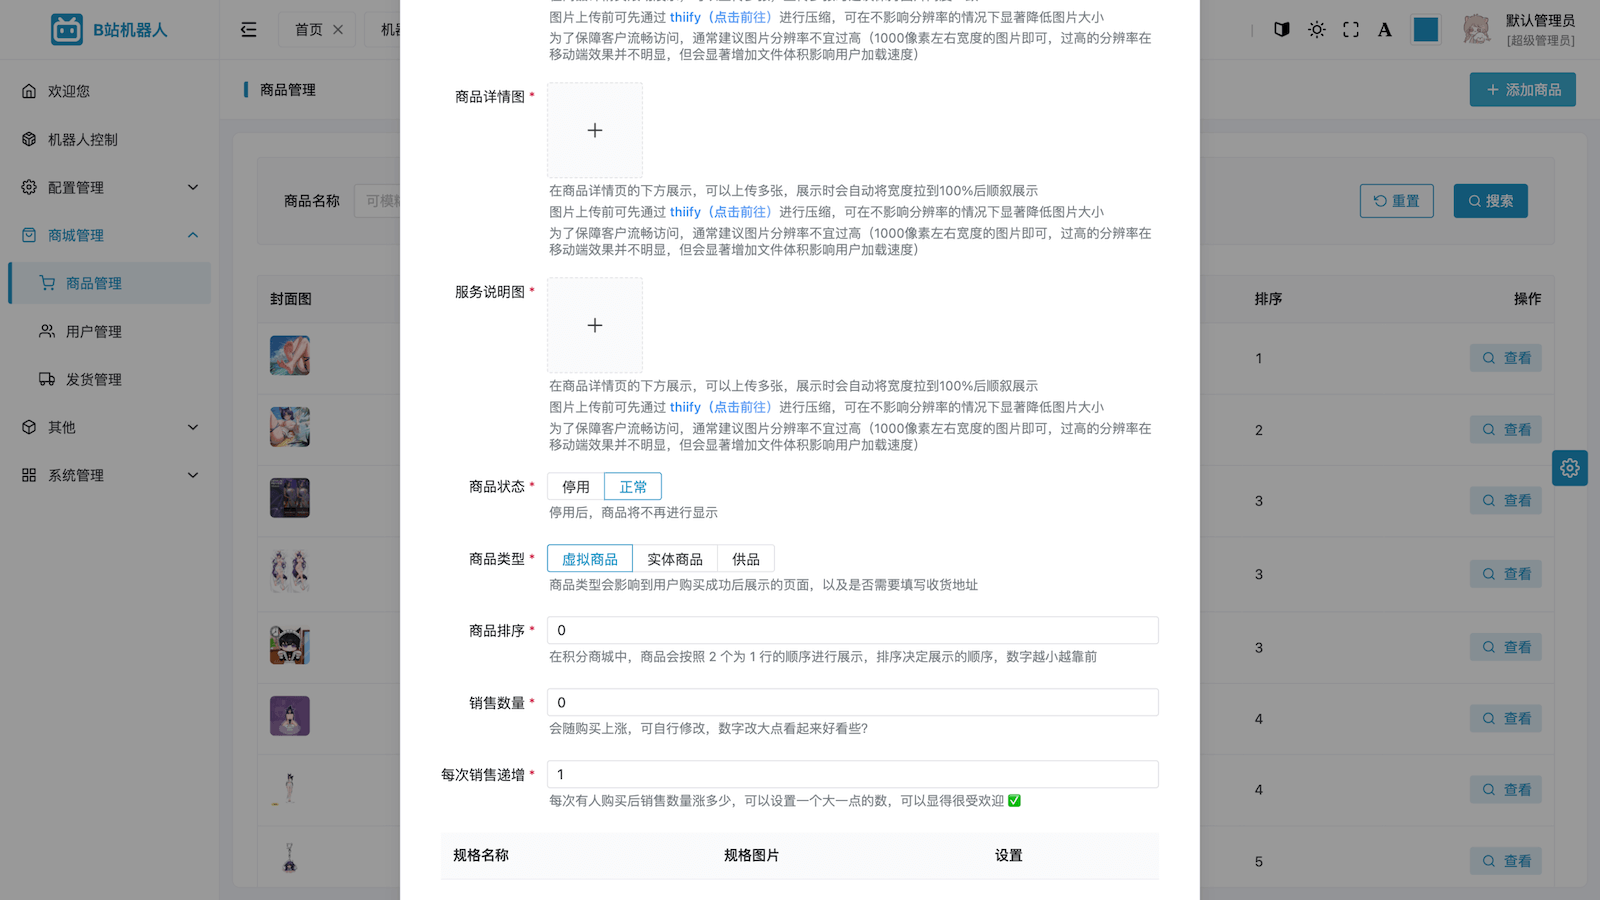 B站机器人
首页
默认管理员
[超级管理员]
图片上传前可先通过 thiify（点击前往）进行压缩，可在不影响分辨率的情况下显著降低图片大小
为了保障客户流畅访问，通常建议图片分辨率不宜过高（1000像素左右宽度的图片即可，过高的分辨率在
移动端效果并不明显，但会显著增加文件体积影响用户加载速度）
欢迎您
机器人控制
配置管理
商城管理
商品管理
用户管理
发货管理
其他
系统管理
商品管理
添加商品
商品名称
重置
搜索
封面图
排序
操作
1
查看
2
查看
3
查看
3
查看
3
查看
4
查看
4
查看
5
查看
商品详情图 *
在商品详情页的下方展示，可以上传多张，展示时会自动将宽度拉到100%后顺叙展示
图片上传前可先通过 thiify（点击前往）进行压缩，可在不影响分辨率的情况下显著降低图片大小
为了保障客户流畅访问，通常建议图片分辨率不宜过高（1000像素左右宽度的图片即可，过高的分辨率在
移动端效果并不明显，但会显著增加文件体积影响用户加载速度）
服务说明图 *
在商品详情页的下方展示，可以上传多张，展示时会自动将宽度拉到100%后顺叙展示
图片上传前可先通过 thiify（点击前往）进行压缩，可在不影响分辨率的情况下显著降低图片大小
为了保障客户流畅访问，通常建议图片分辨率不宜过高（1000像素左右宽度的图片即可，过高的分辨率在
移动端效果并不明显，但会显著增加文件体积影响用户加载速度）
商品状态 * 停用 正常
停用后，商品将不再进行显示
商品类型 * 虚拟商品 实体商品 供品
商品类型会影响到用户购买成功后展示的页面，以及是否需要填写收货地址
商品排序 * 0
在积分商城中，商品会按照 2 个为 1 行的顺序进行展示，排序决定展示的顺序，数字越小越靠前
销售数量 * 0
会随购买上涨，可自行修改，数字改大点看起来好看些?
每次销售递增 * 1
每次有人购买后销售数量涨多少，可以设置一个大一点的数，可以显得很受欢迎 ✅
规格名称 规格图片 设置